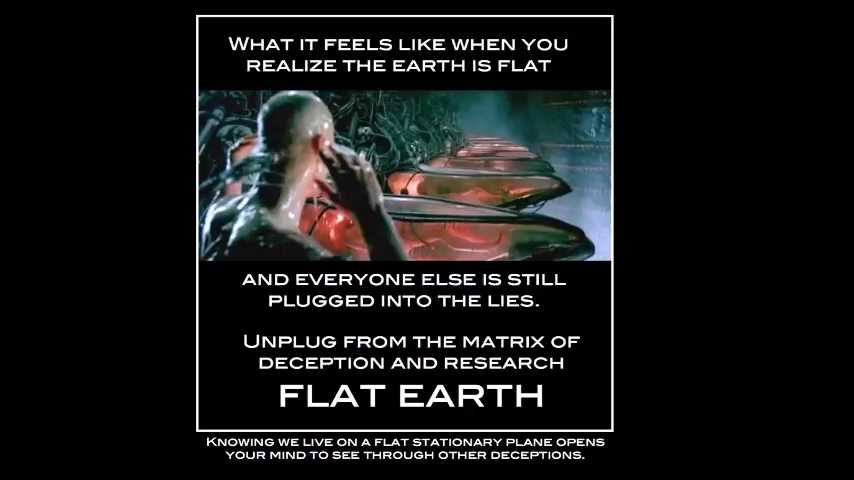 What it feels like when you
realize the earth is flat
and everyone else is still
plugged into the lies.
Unplug from the matrix of
deception and research
FLAT EARTH
Knowing we live on a flat stationary plane opens
your mind to see through other deceptions.